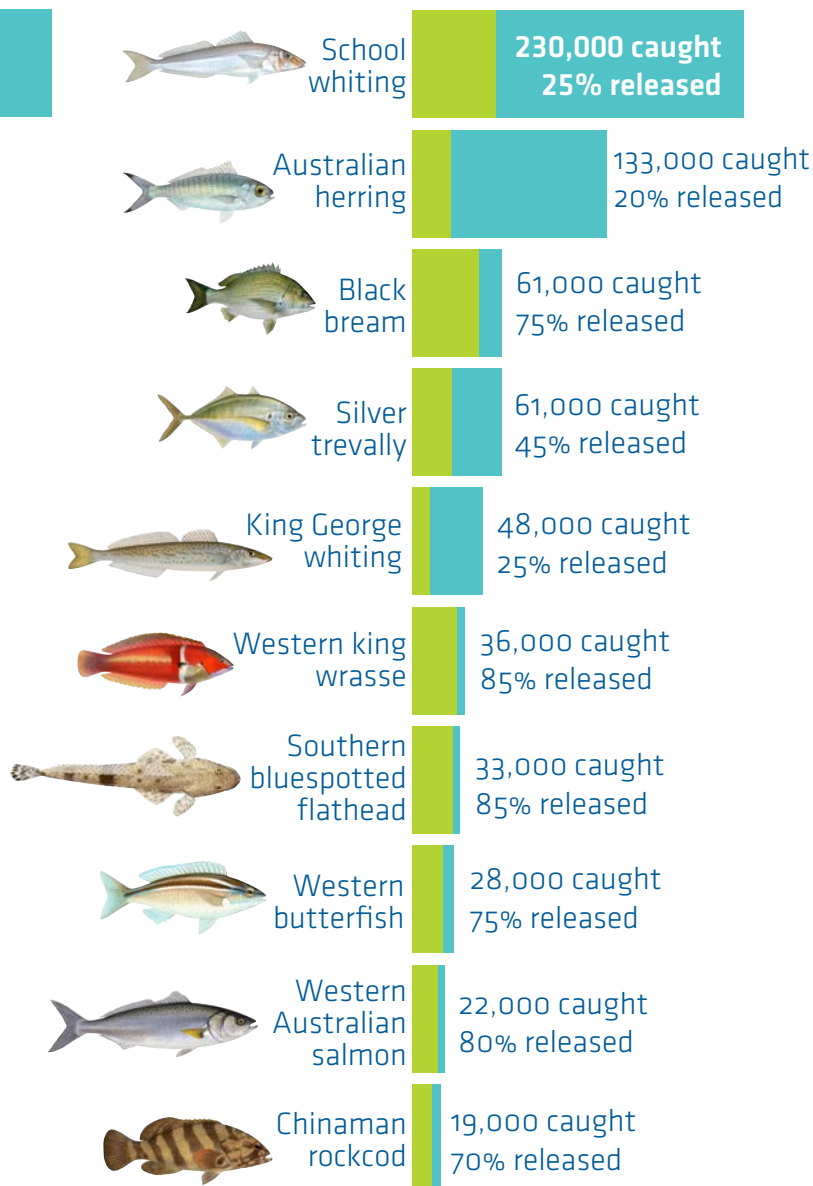 School
whiting
230,000 caught
25% released
Australian
herring
133,000 caught
20% released
Black
bream
61,000 caught
75% released
Silver
trevally
61,000 caught
45% released
King George
whiting
48,000 caught
25% released
Western king
wrasse
36,000 caught
85% released
Southern
bluespotted
flathead
33,000 caught
85% released
Western
butterfish
28,000 caught
75% released
Western
Australian
salmon
22,000 caught
80% released
Chinaman
rockcod
19,000 caught
70% released